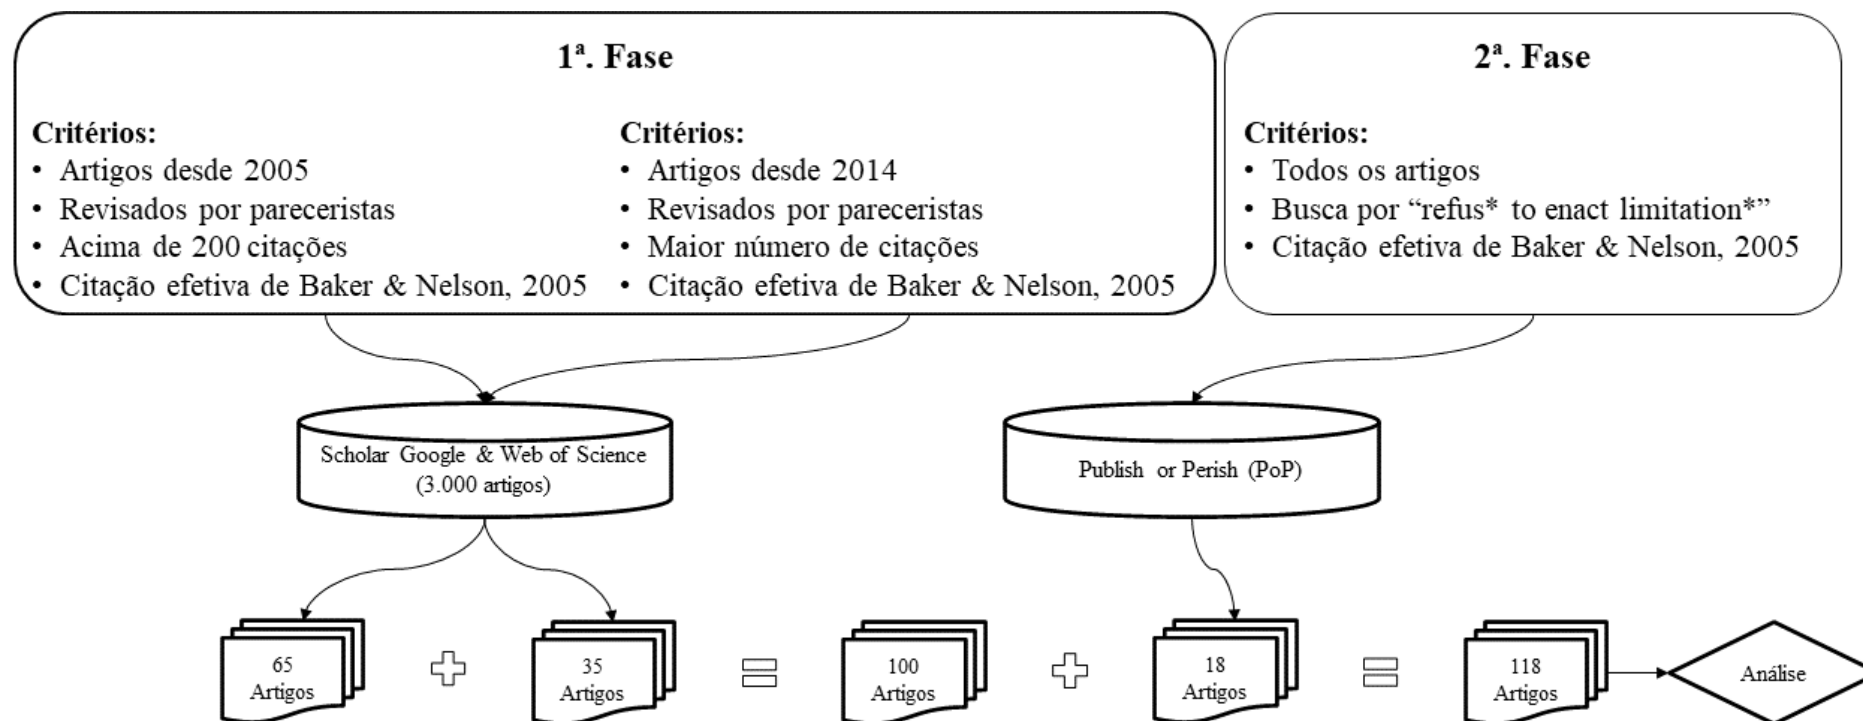 1ª. Fase
Critérios:
• Artigos desde 2005
• Revisados por pareceristas
• Acima de 200 citações
• Citação efetiva de Baker & Nelson, 2005
Critérios:
• Artigos desde 2014
• Revisados por pareceristas
• Maior número de citações
• Citação efetiva de Baker & Nelson, 2005
2ª. Fase
Critérios:
• Todos os artigos
• Busca por “refus* to enact limitation*”
• Citação efetiva de Baker & Nelson, 2005
Scholar Google & Web of Science
(3.000 artigos)
Publish or Perish (PoP)
65
Artigos
35
Artigos
100
Artigos
18
Artigos
118
Artigos
Análise